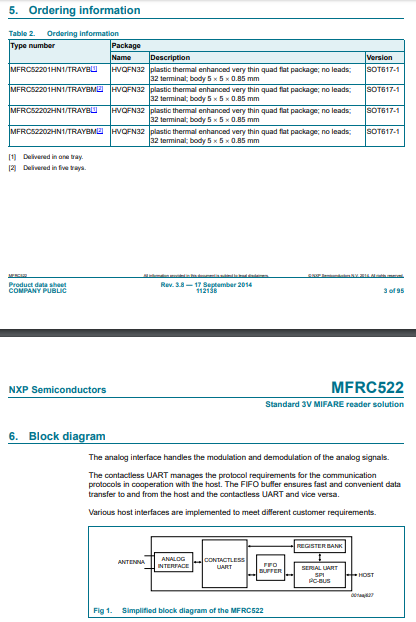 5. Ordering information
Table 2. Ordering information
Type number Package
Name Description Version
MFRC52201HN1/TRAYB[1] HVQFN32 plastic thermal enhanced very thin quad flat package; no leads; SOT617-1
32 terminal; body 5 × 5 × 0.85 mm
MFRC52201HN1/TRAYBM[2] HVQFN32 plastic thermal enhanced very thin quad flat package; no leads; SOT617-1
32 terminal; body 5 × 5 × 0.85 mm
MFRC52202HN1/TRAYB[1] HVQFN32 plastic thermal enhanced very thin quad flat package; no leads; SOT617-1
32 terminal; body 5 × 5 × 0.85 mm
MFRC52202HN1/TRAYBM[2] HVQFN32 plastic thermal enhanced very thin quad flat package; no leads; SOT617-1
32 terminal; body 5 × 5 × 0.85 mm
[1] Delivered in one tray.
[2] Delivered in five trays.
MFRC522 All information provided in this document is subject to legal disclaimers. © NXP Semiconductors N.V. 2014. All rights reserved.
Product data sheet Rev. 3.8 — 17 September 2014
COMPANY PUBLIC 112138 3 of 95
NXP Semiconductors MFRC522
Standard 3V MIFARE reader solution
6. Block diagram
The analog interface handles the modulation and demodulation of the analog signals.
The contactless UART manages the protocol requirements for the communication
protocols in cooperation with the host. The FIFO buffer ensures fast and convenient data
transfer to and from the host and the contactless UART and vice versa.
Various host interfaces are implemented to meet different customer requirements.
REGISTER BANK
ANTENNA
ANALOG
INTERFACE
CONTACTLESS
UART
FIFO
BUFFER
SERIAL UART
SPI
I²C-BUS
HOST
001aaj627
Fig 1. Simplified block diagram of the MFRC522